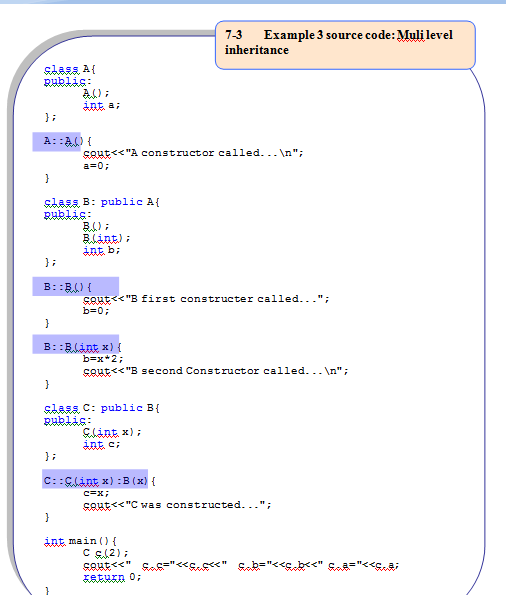 7-3 Example 3 source code: Muli level
inheritance
class A{
public:
A();
int a;
};
A::A(){
cout<<"A constructor called...\n";
a=0;
}
class B: public A{
public:
B();
B(int);
int b;
};
B::B(){
cout<<"B first constructer called...";
b=0;
}
B::B(int x){
b=x*2;
cout<<"B second Constructor called...\n";
}
class C: public B{
public:
C(int x);
int c;
};
C::C(int x):B(x){
c=x;
cout<<"C was constructed...";
}
int main(){
C c(2);
cout<<" c.c="<<c.c<<" c.b="<<c.b<<" c.a="<<c.a;
return 0;
}